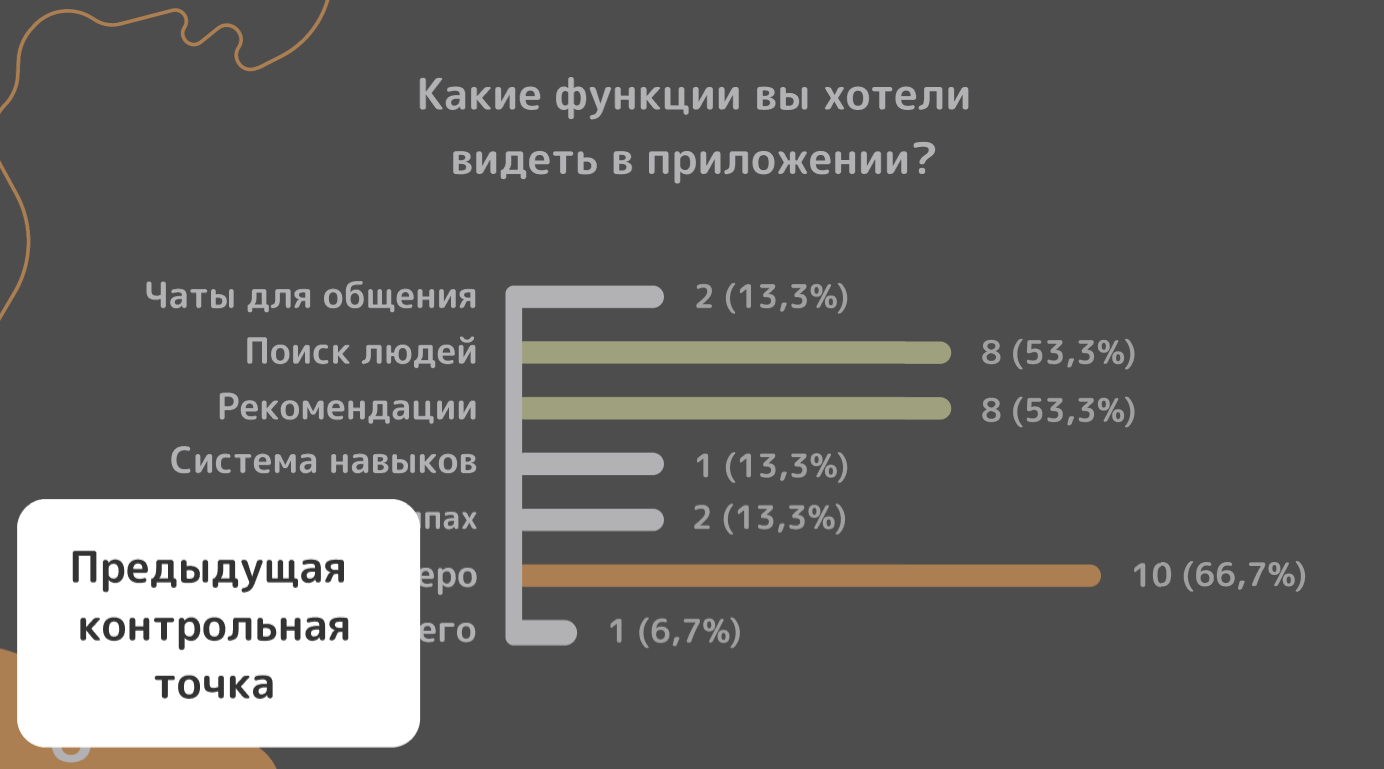 Какие функции вы хотели
видеть в приложении?
Чаты для общения 2 (13,3%)
Поиск людей 8 (53,3%)
Рекомендации 8 (53,3%)
Система навыков 1 (13,3%)
2 (13,3%)
10 (66,7%)
1 (6,7%)
Предыдущая
контрольная
точка